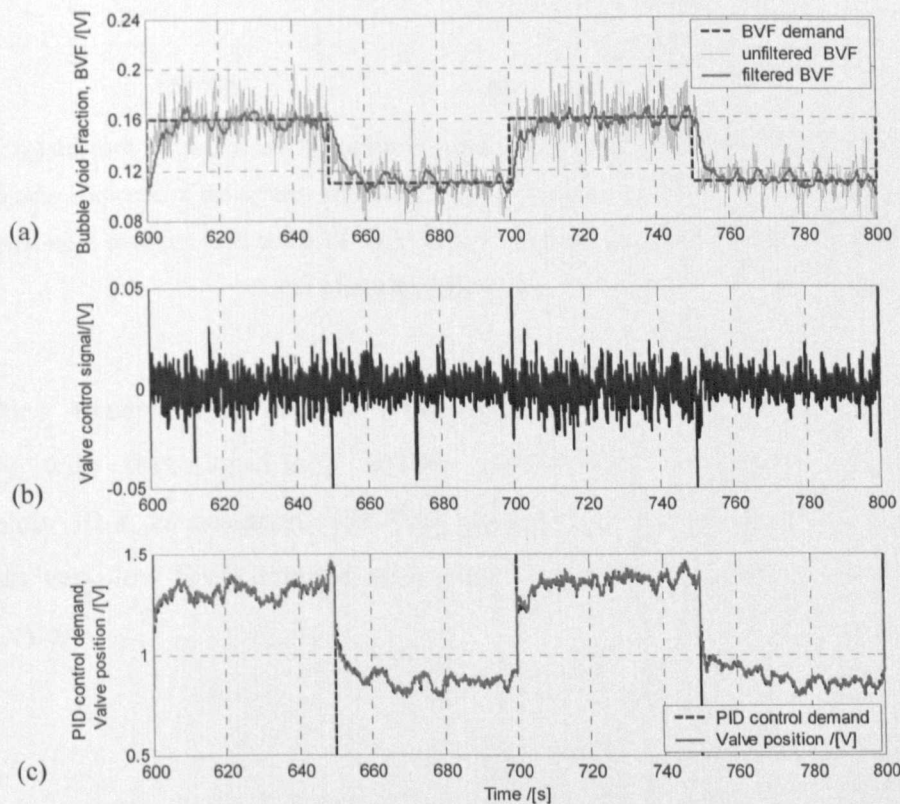 Bubble Void Fraction, BVF /[V]
0.24
0.2
0.16
0.12
0.08
BVF demand
unfiltered BVF
filtered BVF
600 620 640 660 680 700 720 740 760 780 800
(a)
Valve control signal/[V]
0.05
0
-0.05
600 620 640 660 680 700 720 740 760 780 800
(b)
PID control demand,
Valve position /[V]
1.5
1
0.5
PID control demand
Valve position /[V]
600 620 640 660 680 700 720 740 760 780 800
(c)
Time /[s]